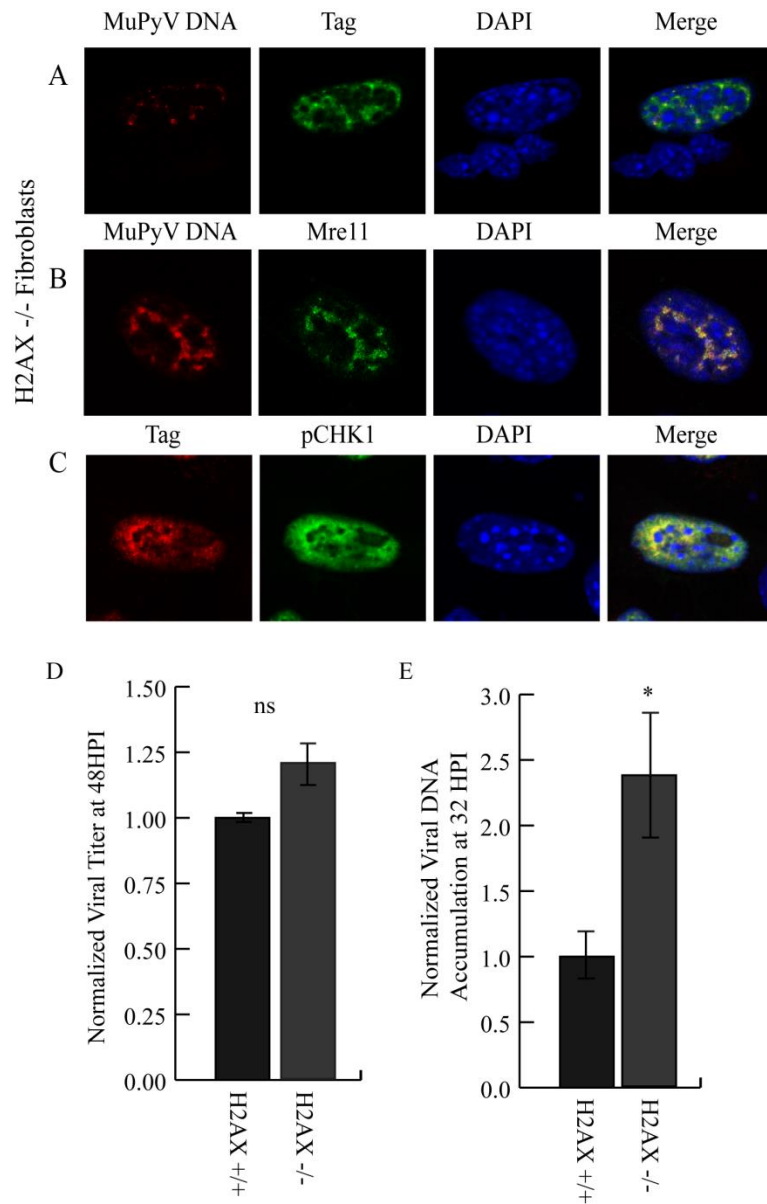 MuPyV DNA Tag DAPI Merge
A
H2AX -/- Fibroblasts
MuPyV DNA Mre11 DAPI Merge
B
Tag pCHK1 DAPI Merge
C
D
Normalized Viral Titer at 48HPI
1.50
1.25
1.00
0.75
0.50
0.25
0.00
ns
H2AX +/+
H2AX -/-
E
Normalized Viral DNA
Accumulation at 32 HPI
3.0
2.5
2.0
1.5
1.0
0.5
0.0
*
H2AX +/+
H2AX -/-